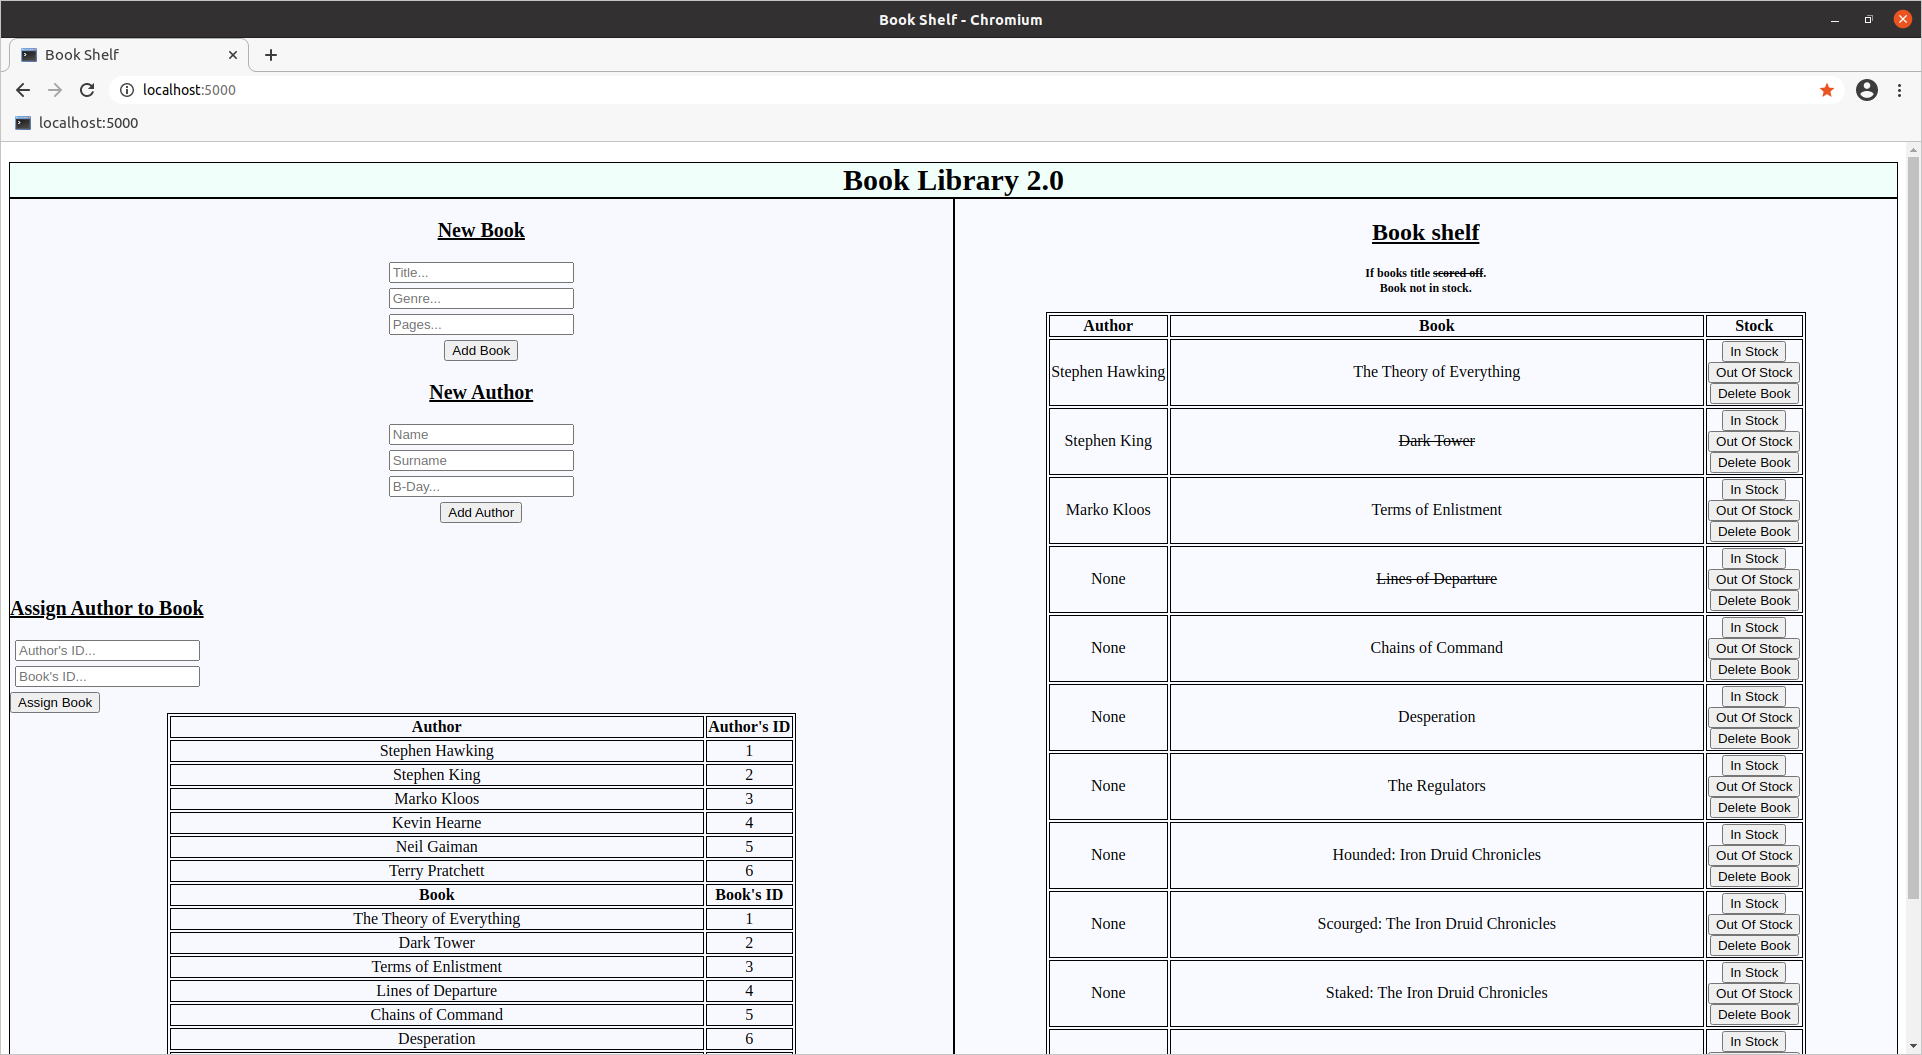 Book Shelf - Chromium
Book Shelf
localhost:5000
localhost:5000
Book Library 2.0
New Book
Title...
Genre...
Pages...
Add Book
New Author
Name
Surname
B-Day...
Add Author
Assign Author to Book
Author's ID...
Book's ID...
Assign Book
Author Author's ID
Stephen Hawking 1
Stephen King 2
Marko Kloos 3
Kevin Hearne 4
Neil Gaiman 5
Terry Pratchett 6
Book Book's ID
The Theory of Everything 1
Dark Tower 2
Terms of Enlistment 3
Lines of Departure 4
Chains of Command 5
Desperation 6
Book shelf
If books title scored off.
Book not in stock.
Author Book Stock
Stephen Hawking The Theory of Everything In Stock
Out Of Stock
Delete Book
Stephen King Dark Tower In Stock
Out Of Stock
Delete Book
Marko Kloos Terms of Enlistment In Stock
Out Of Stock
Delete Book
None Lines of Departure In Stock
Out Of Stock
Delete Book
None Chains of Command In Stock
Out Of Stock
Delete Book
None Desperation In Stock
Out Of Stock
Delete Book
None The Regulators In Stock
Out Of Stock
Delete Book
None Hounded: Iron Druid Chronicles In Stock
Out Of Stock
Delete Book
None Scourged: The Iron Druid Chronicles In Stock
Out Of Stock
Delete Book
None Staked: The Iron Druid Chronicles In Stock
Out Of Stock
Delete Book
In Stock